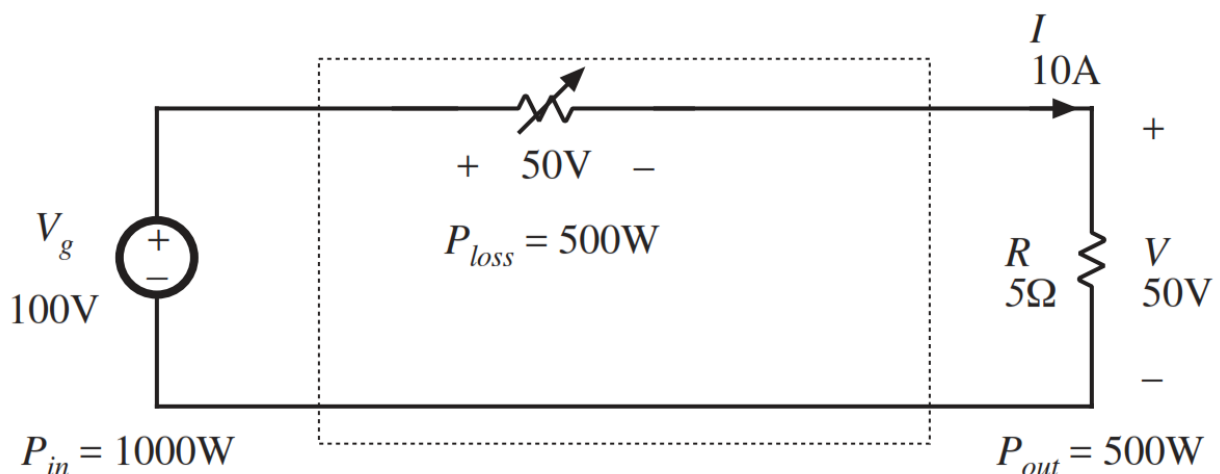 I
10A
+ 50V –
P_loss = 500W
V_g
+
–
100V
R
5Ω
+
V
50V
–
P_in = 1000W
P_out = 500W